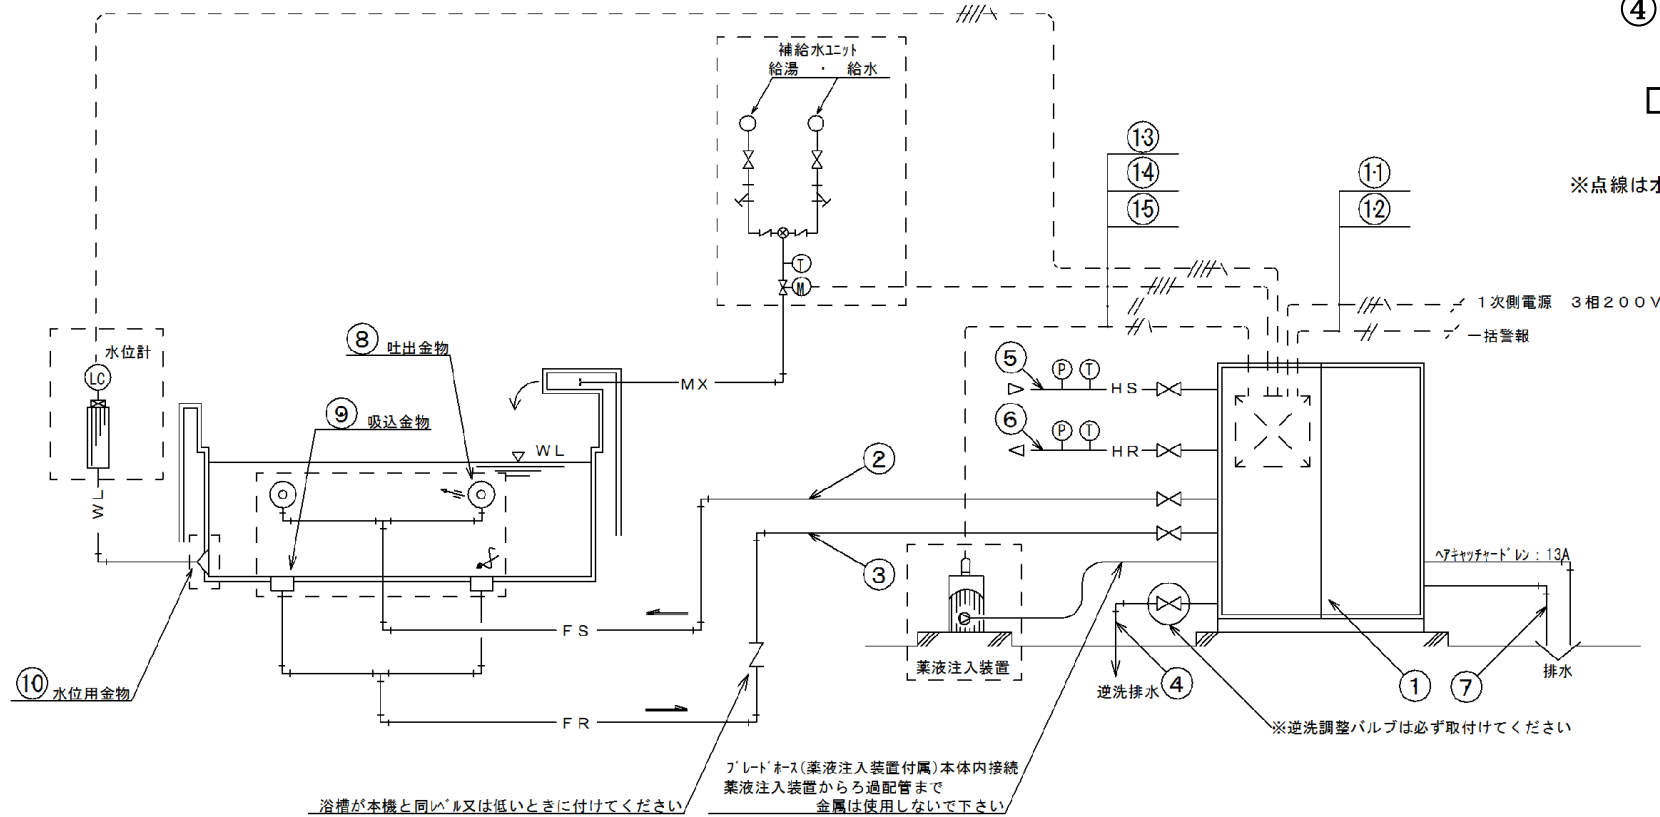 ④
補給水ユニット
給湯 ・ 給水
13
14
15
11
12
※点線は
T
M
1次側電源 3相200V
一括警報
水位計
LC
⑧ 吐出金物
⑨ 吸込金物
MX
WL
WL
⑤
P T
HS
⑥
P T
HR
②
③
ヘアキャッチャードレン:13A
FS
薬液注入装置
逆洗排水 ④
①
⑦
排水
⑩ 水位用金物
FR
※逆洗調整バルブは必ず取付けてください
ブレードホース(薬液注入装置付属)本体内接続
薬液注入装置からろ過配管まで
金属は使用しないで下さい
浴槽が本機と同レベル又は低いときに付けてください